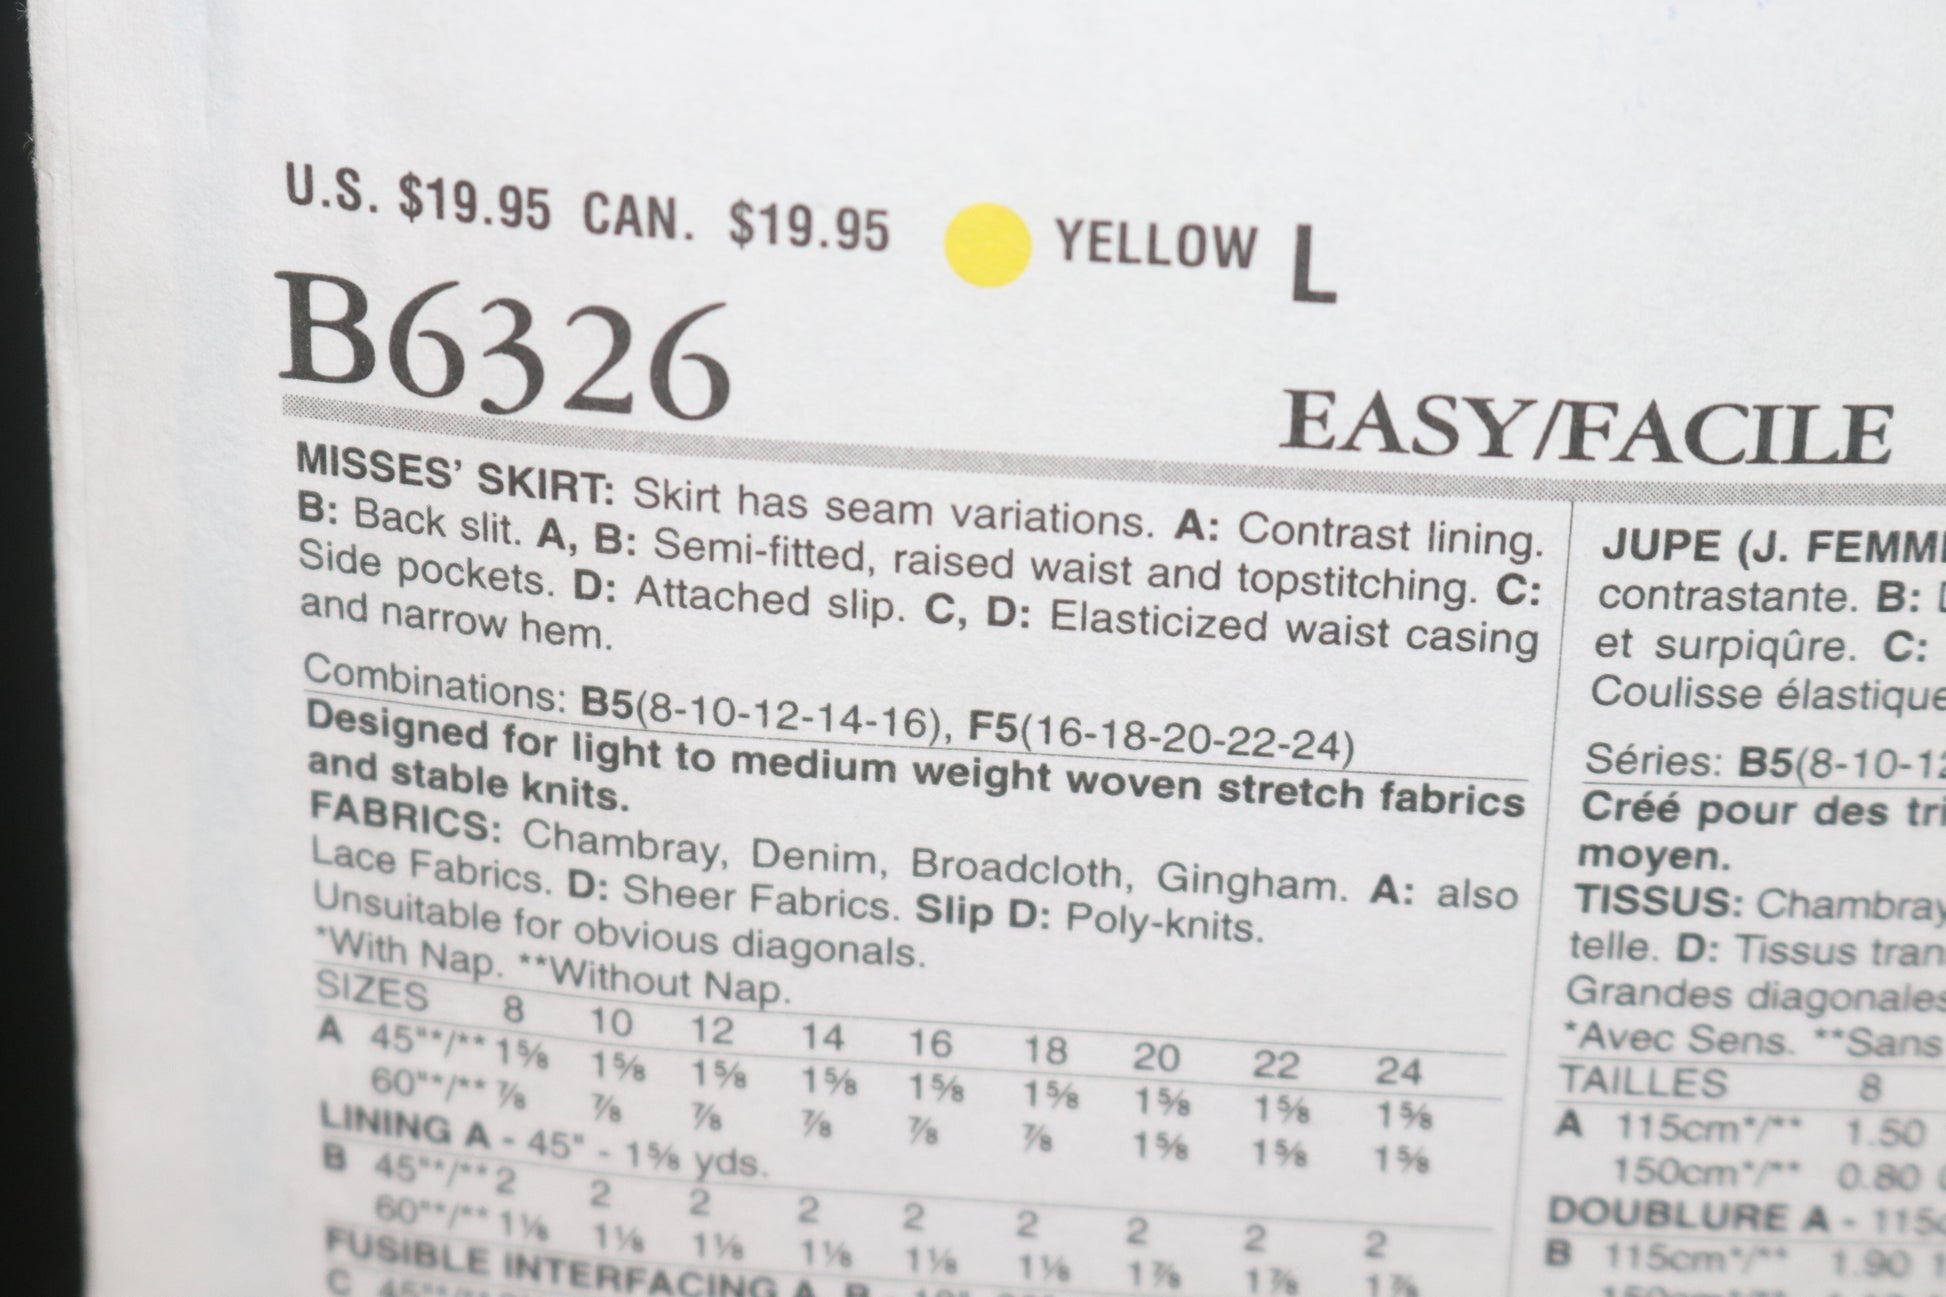 U.S. $19.95 CAN. $19.95 YELLOW L
B6326
EASY/FACILE
MISSES' SKIRT: Skirt has seam variations. A: Contrast lining.
B: Back slit. A, B: Semi-fitted, raised waist and topstitching. C:
Side pockets. D: Attached slip. C, D: Elasticized waist casing
and narrow hem.
Combinations: B5(8-10-12-14-16), F5(16-18-20-22-24)
Designed for light to medium weight woven stretch fabrics
and stable knits.
FABRICS: Chambray, Denim, Broadcloth, Gingham. A: also
Lace Fabrics. D: Sheer Fabrics. Slip D: Poly-knits.
Unsuitable for obvious diagonals.
*With Nap. **Without Nap.
SIZES 8 10 12 14 16 18 20 22 24
A 45"*/** 1⅝ 1⅝ 1⅝ 1⅝ 1⅝ 1⅝ 1⅝ 1⅝ 1⅝
60"*/** ⅞ ⅞ ⅞ ⅞ ⅞ ⅞ 1⅝ 1⅝ 1⅝
LINING A - 45" - 1⅝ yds.
B 45"*/** 2 2 2 2 2 2 2 2 2
60"*/** 1⅛ 1⅛ 1⅛ 1⅛ 1⅛ 1⅛ 1⅞ 1⅞ 1⅞
FUSIBLE INTERFACING A, B
C 45"*/**
JUPE (J. FEMM
contrastante. B:
et surpiqûre. C:
Coulisse élastique
Séries: B5(8-10-12
Créé pour des tri
moyen.
TISSUS: Chambray
telle. D: Tissus tran
Grandes diagonales
*Avec Sens. **Sans
TAILLES 8
A 115cm*/** 1.50
150cm*/** 0.80
DOUBLURE A - 115c
B 115cm*/** 1.90